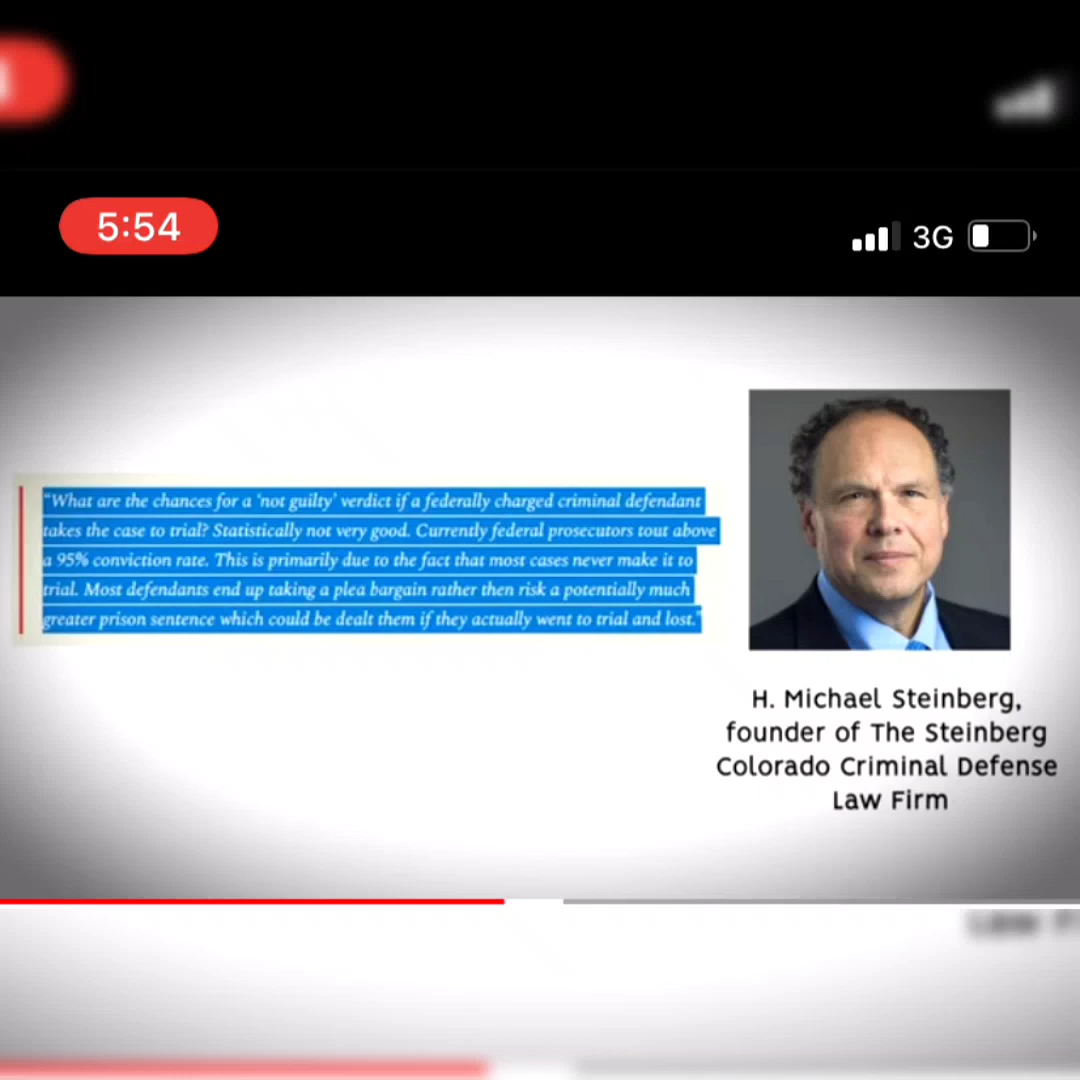 5:54
3G
“What are the chances for a ‘not guilty’ verdict if a federally charged criminal defendant
takes the case to trial? Statistically not very good. Currently federal prosecutors tout above
a 95% conviction rate. This is primarily due to the fact that most cases never make it to
trial. Most defendants end up taking a plea bargain rather then risk a potentially much
greater prison sentence which could be dealt them if they actually went to trial and lost.”
H. Michael Steinberg,
founder of The Steinberg
Colorado Criminal Defense
Law Firm